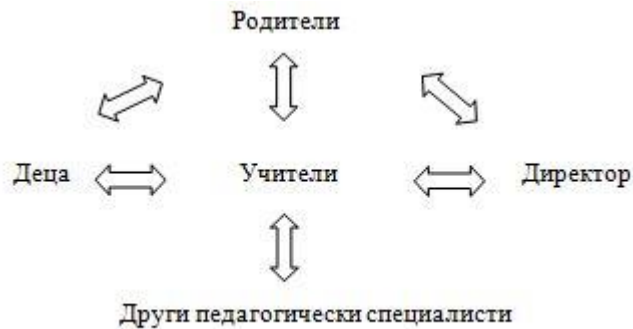 Родители
Деца Учители Директор
Други педагогически специалисти